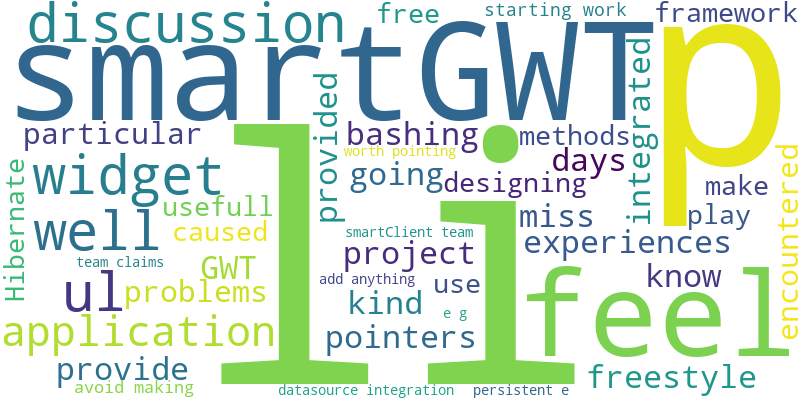 discussion
free
starting work
framework
smartGWT
p
particular
provided
bashing
methods
integrated
worth pointing
days
widget
going
designing
make
Hibernate
usefull
li
miss
play
encountered
well
caused
smartClient team
experiences
team claims
GWT
project
feel
ul
problems
add anything
use
know
kind
e g
application
pointers
provide
freestyle
avoid making
datasource integration
persistent e